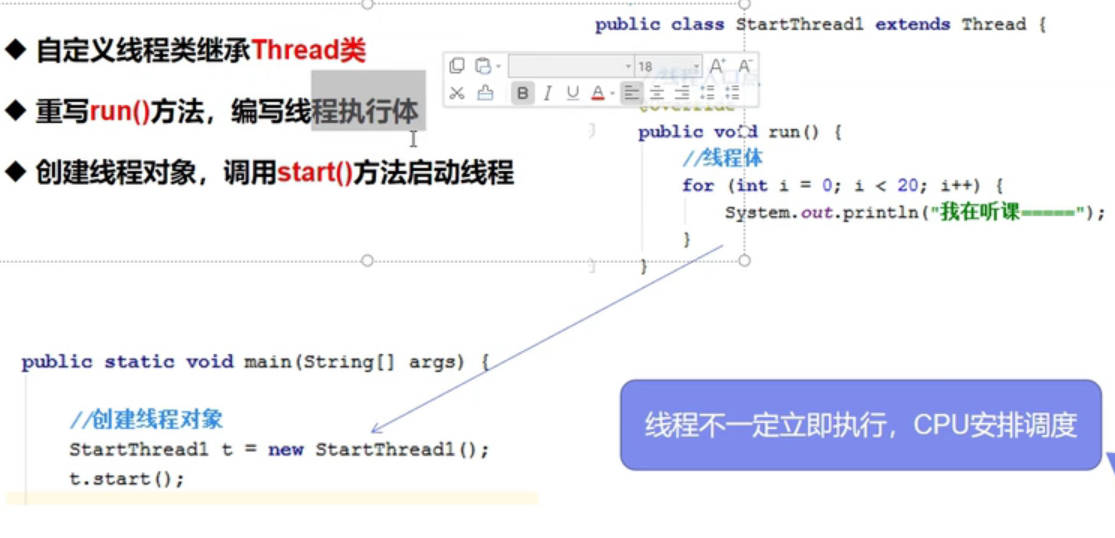 ◆ 自定义线程类继承Thread类
◆ 重写run()方法，编写线程执行体
◆ 创建线程对象，调用start()方法启动线程
18
B I U A
public class StartThread1 extends Thread {
//线程入口点
@Override
public void run() {
//线程体
for (int i = 0; i < 20; i++) {
System.out.println("我在听课=====");
}
}
public static void main(String[] args) {
//创建线程对象
StartThread1 t = new StartThread1();
t.start();
线程不一定立即执行，CPU安排调度